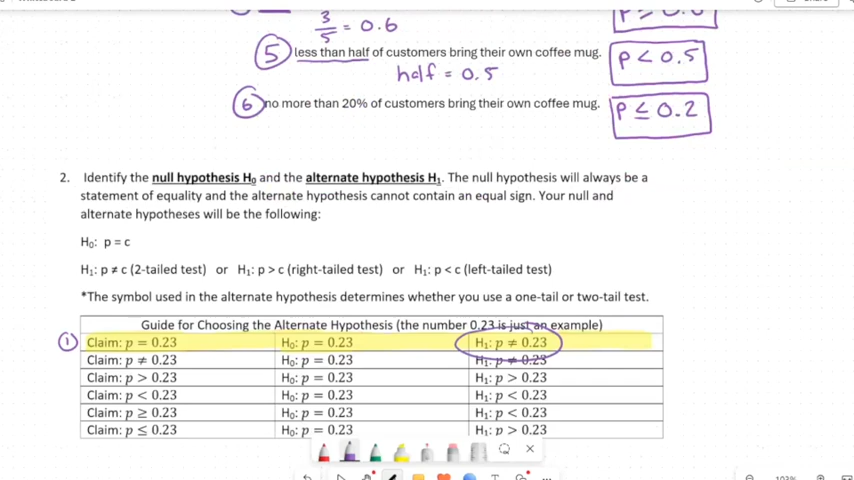 3/5 = 0.6
5 less than half of customers bring their own coffee mug. P < 0.5
half = 0.5
6 no more than 20% of customers bring their own coffee mug. P ≤ 0.2
2. Identify the null hypothesis H₀ and the alternate hypothesis H₁. The null hypothesis will always be a
statement of equality and the alternate hypothesis cannot contain an equal sign. Your null and
alternate hypotheses will be the following:
H₀: p = c
H₁: p ≠ c (2-tailed test) or H₁: p > c (right-tailed test) or H₁: p < c (left-tailed test)
*The symbol used in the alternate hypothesis determines whether you use a one-tail or two-tail test.
Guide for Choosing the Alternate Hypothesis (the number 0.23 is just an example)
1 Claim: p = 0.23 H₀: p = 0.23 H₁: p ≠ 0.23
Claim: p ≠ 0.23 H₀: p = 0.23 H₁: p ≠ 0.23
Claim: p > 0.23 H₀: p = 0.23 H₁: p > 0.23
Claim: p < 0.23 H₀: p = 0.23 H₁: p < 0.23
Claim: p ≥ 0.23 H₀: p = 0.23 H₁: p < 0.23
Claim: p ≤ 0.23 H₀: p = 0.23 H₁: p > 0.23